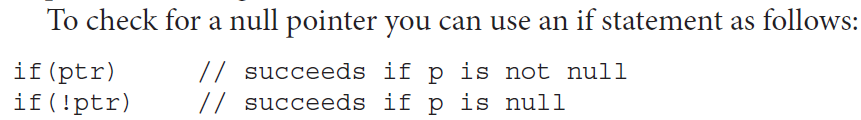 To check for a null pointer you can use an if statement as follows:
if(ptr) // succeeds if p is not null
if(!ptr) // succeeds if p is null